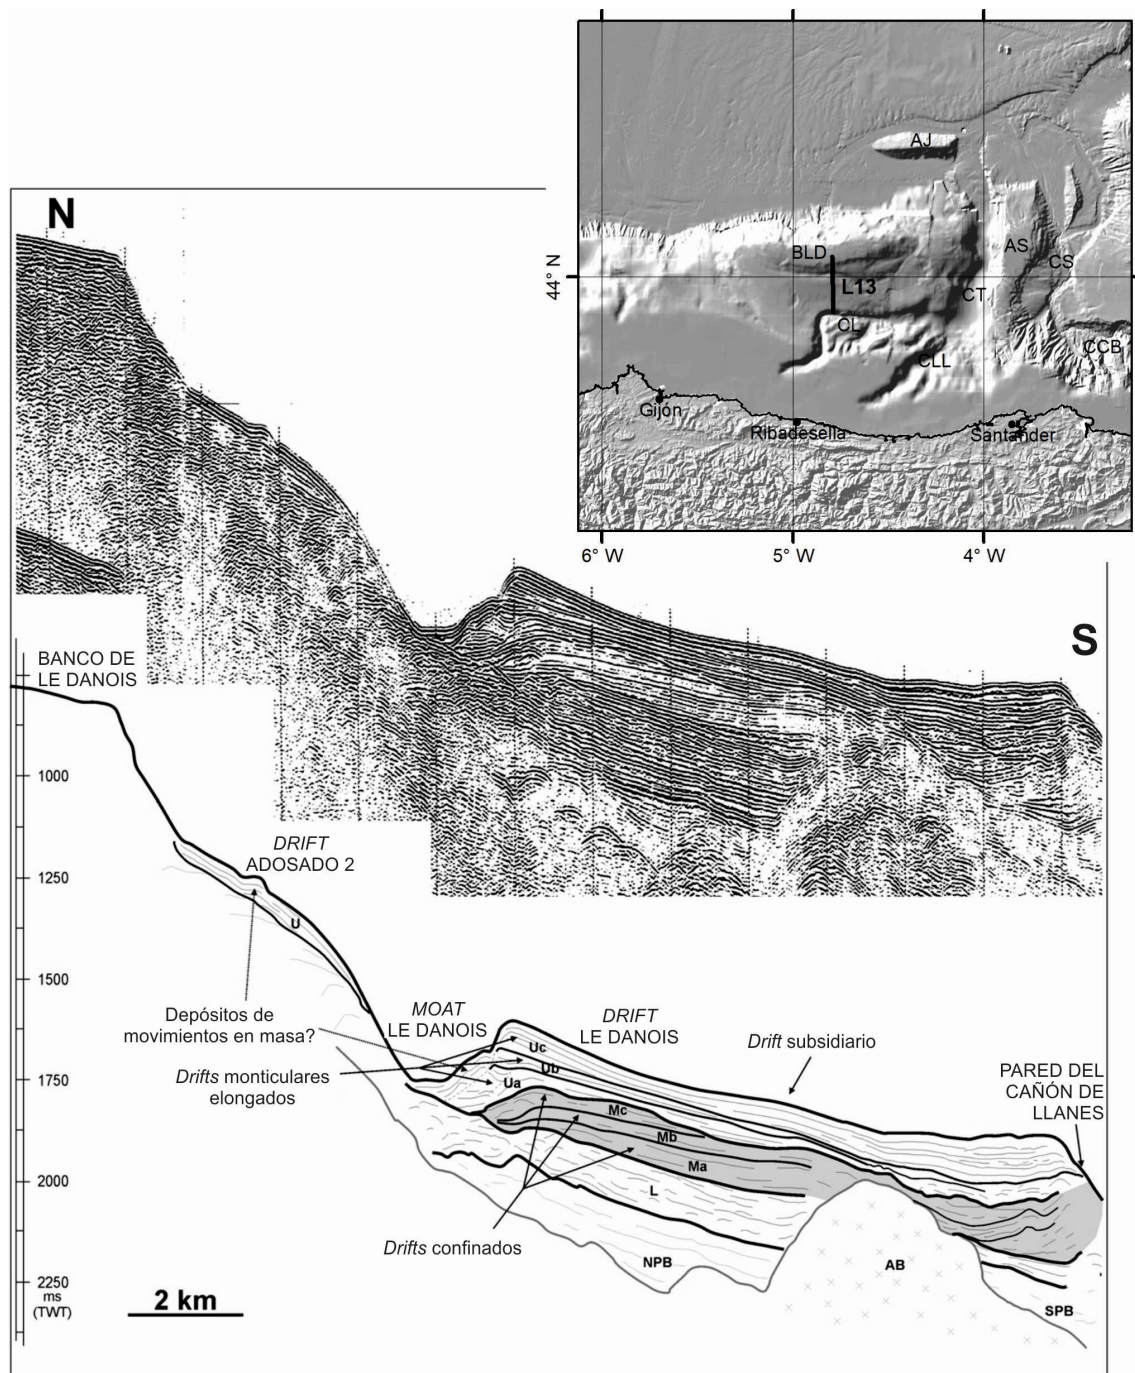 AJ
BLD
AS
CS
L13
CT
CL
CLL
CCB
Gijón
Ribadesella
Santander
44° N
6° W
5° W
4° W
N
S
BANCO DE
LE DANOIS
1000
1250
1500
1750
2000
2250
ms
(TWT)
DRIFT
ADOSADO 2
U
Depósitos de
movimientos en masa?
MOAT
LE DANOIS
DRIFT
LE DANOIS
Drift subsidiario
Drifts monticulares
elongados
PARED DEL
CAÑÓN DE
LLANES
Uc
Ub
Ua
Mc
Mb
Ma
L
Drifts confinados
NPB
AB
SPB
2 km